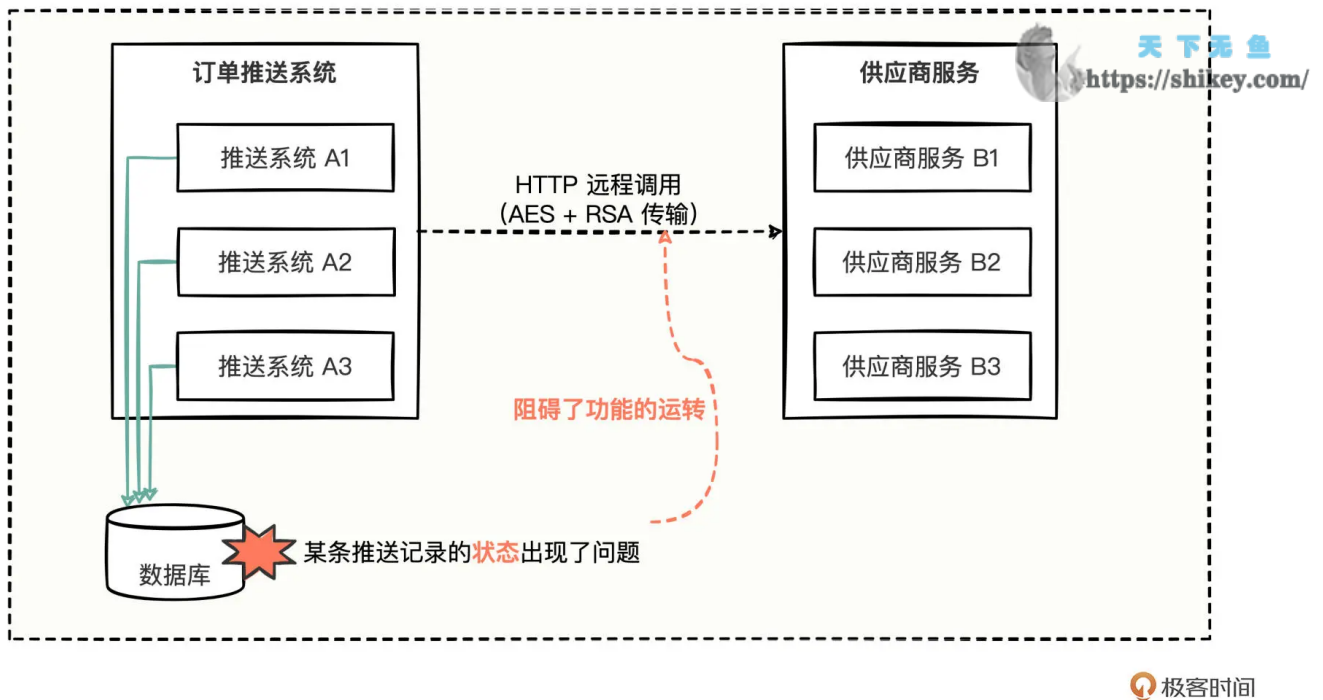 天下无鱼
https://shikey.com/
订单推送系统
供应商服务
推送系统 A1
推送系统 A2
推送系统 A3
HTTP 远程调用
（AES + RSA 传输）
供应商服务 B1
供应商服务 B2
供应商服务 B3
阻碍了功能的运转
数据库
某条推送记录的状态出现了问题
极客时间